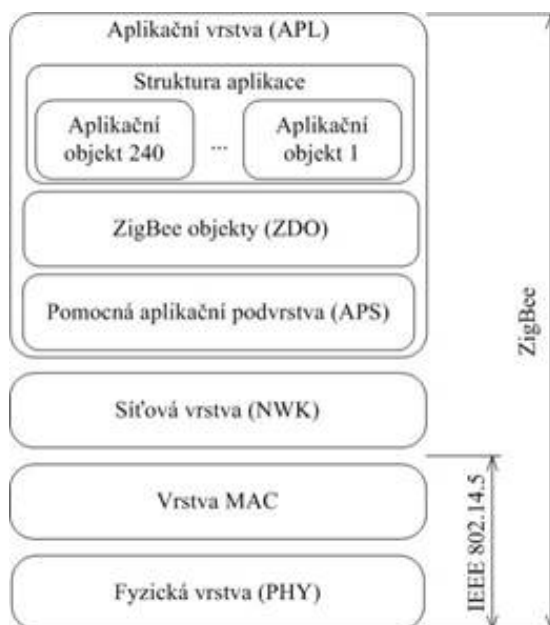 Aplikační vrstva (APL)
Struktura aplikace
Aplikační
objekt 240
...
Aplikační
objekt 1
ZigBee objekty (ZDO)
Pomocná aplikační podvrstva (APS)
Síťová vrstva (NWK)
Vrstva MAC
Fyzická vrstva (PHY)
IEEE 802.14.5
ZigBee